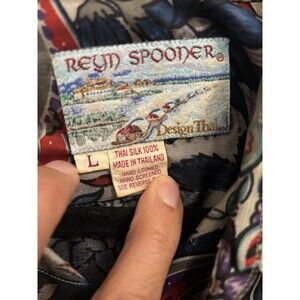 REYN SPOONER®
Design Thai
L
THAI SILK 100%
MADE IN THAILAND
HAND LOOMED
HAND SCREENED
SEE REVERSE